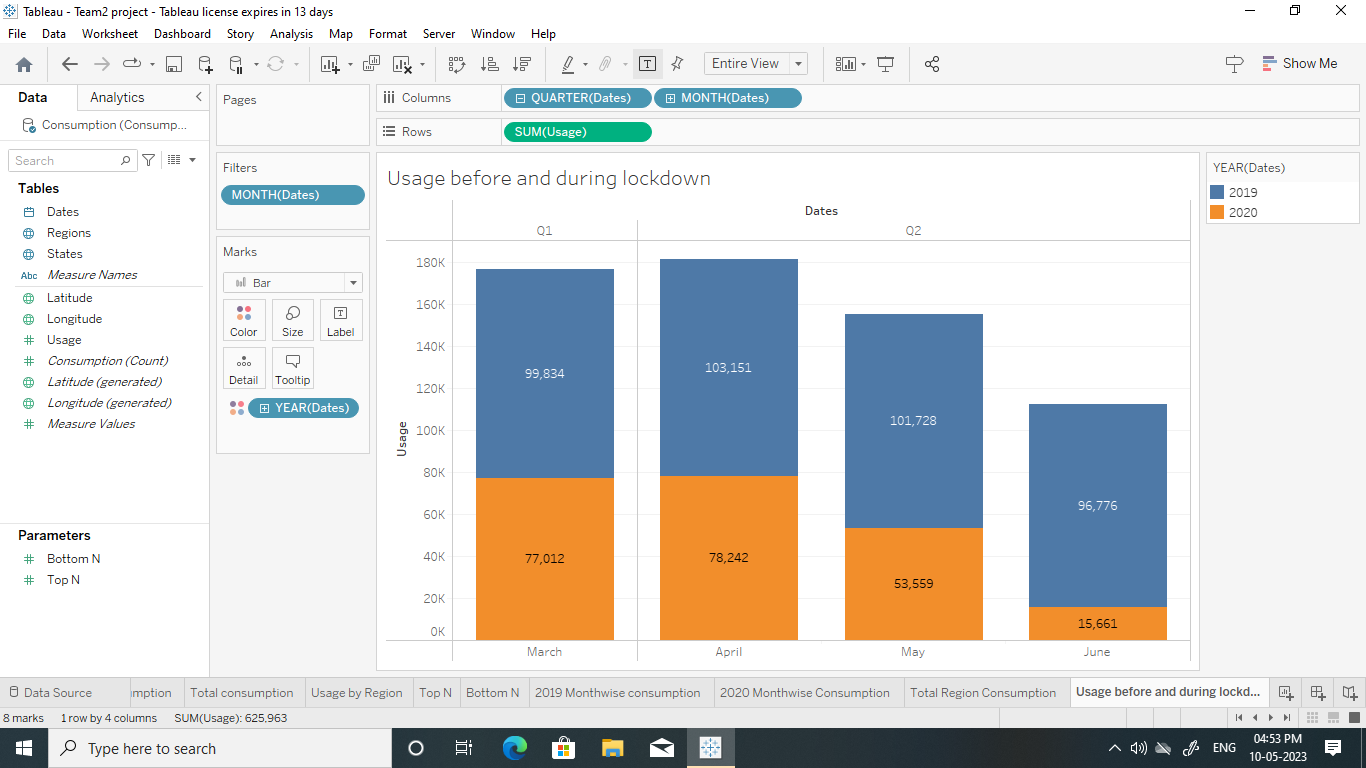 Tableau - Team2 project - Tableau license expires in 13 days
File Data Worksheet Dashboard Story Analysis Map Format Server Window Help
Entire View
Show Me
Data Analytics
Consumption (Consump...
Search
Tables
Dates
Regions
States
Abc Measure Names
Latitude
Longitude
Usage
Consumption (Count)
Latitude (generated)
Longitude (generated)
Measure Values
Parameters
Bottom N
Top N
Pages
Filters
MONTH(Dates)
Marks
Bar
Color Size Label
Detail Tooltip
YEAR(Dates)
Columns QUARTER(Dates) MONTH(Dates)
Rows SUM(Usage)
Usage before and during lockdown
Dates
Q1 Q2
Usage
180K
160K
140K
120K
100K
80K
60K
40K
20K
0K
99,834 103,151 101,728 96,776
77,012 78,242 53,559 15,661
March April May June
YEAR(Dates)
2019
2020
Data Source mption Total consumption Usage by Region Top N Bottom N 2019 Monthwise consumption 2020 Monthwise Consumption Total Region Consumption Usage before and during lockd...
8 marks 1 row by 4 columns SUM(Usage): 625,963
Type here to search
ENG
04:53 PM
10-05-2023